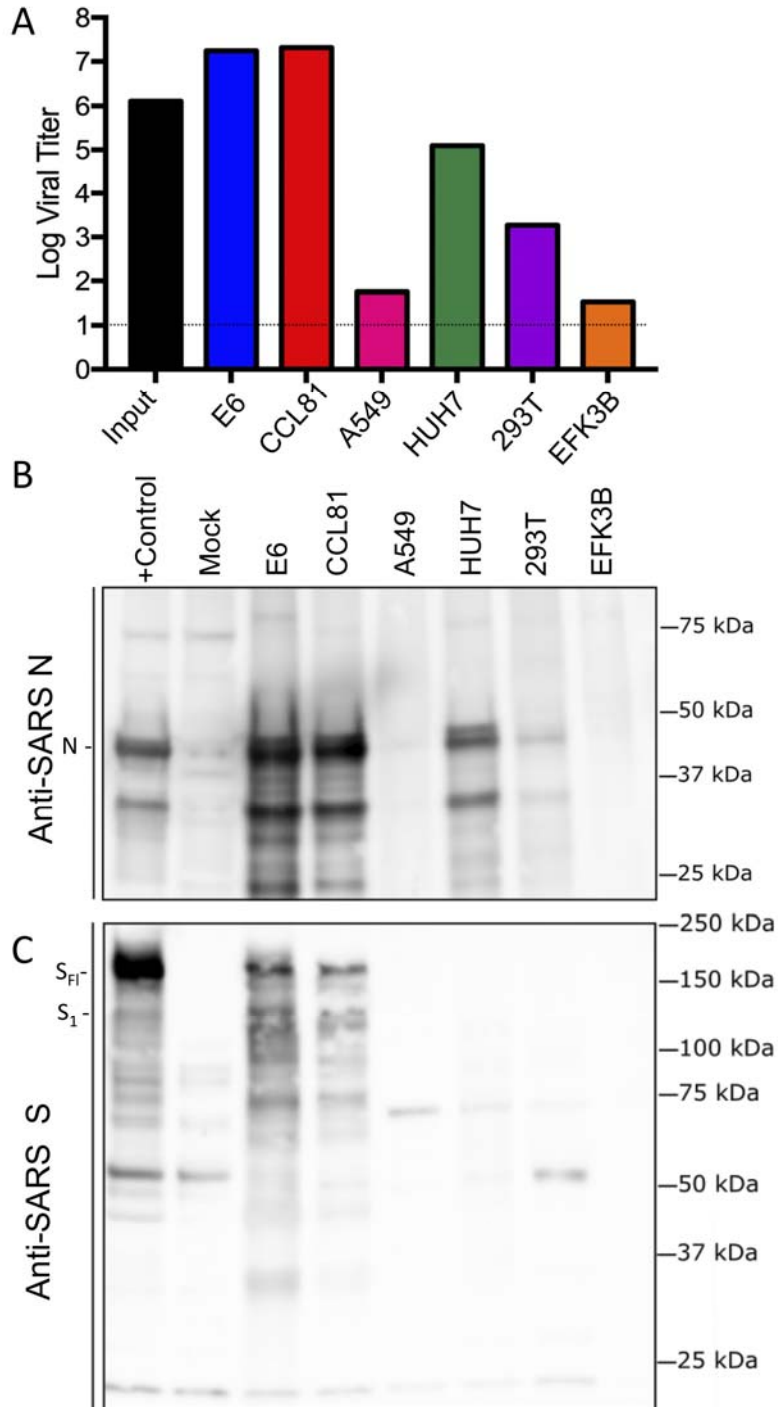 A
Log Viral Titer
8
7
6
5
4
3
2
1
0
Input
E6
CCL81
A549
HUH7
293T
EFK3B
B
+Control
Mock
E6
CCL81
A549
HUH7
293T
EFK3B
Anti-SARS N
N -
75 kDa
50 kDa
37 kDa
25 kDa
C
Anti-SARS S
SFl-
S1 -
250 kDa
150 kDa
100 kDa
75 kDa
50 kDa
37 kDa
25 kDa